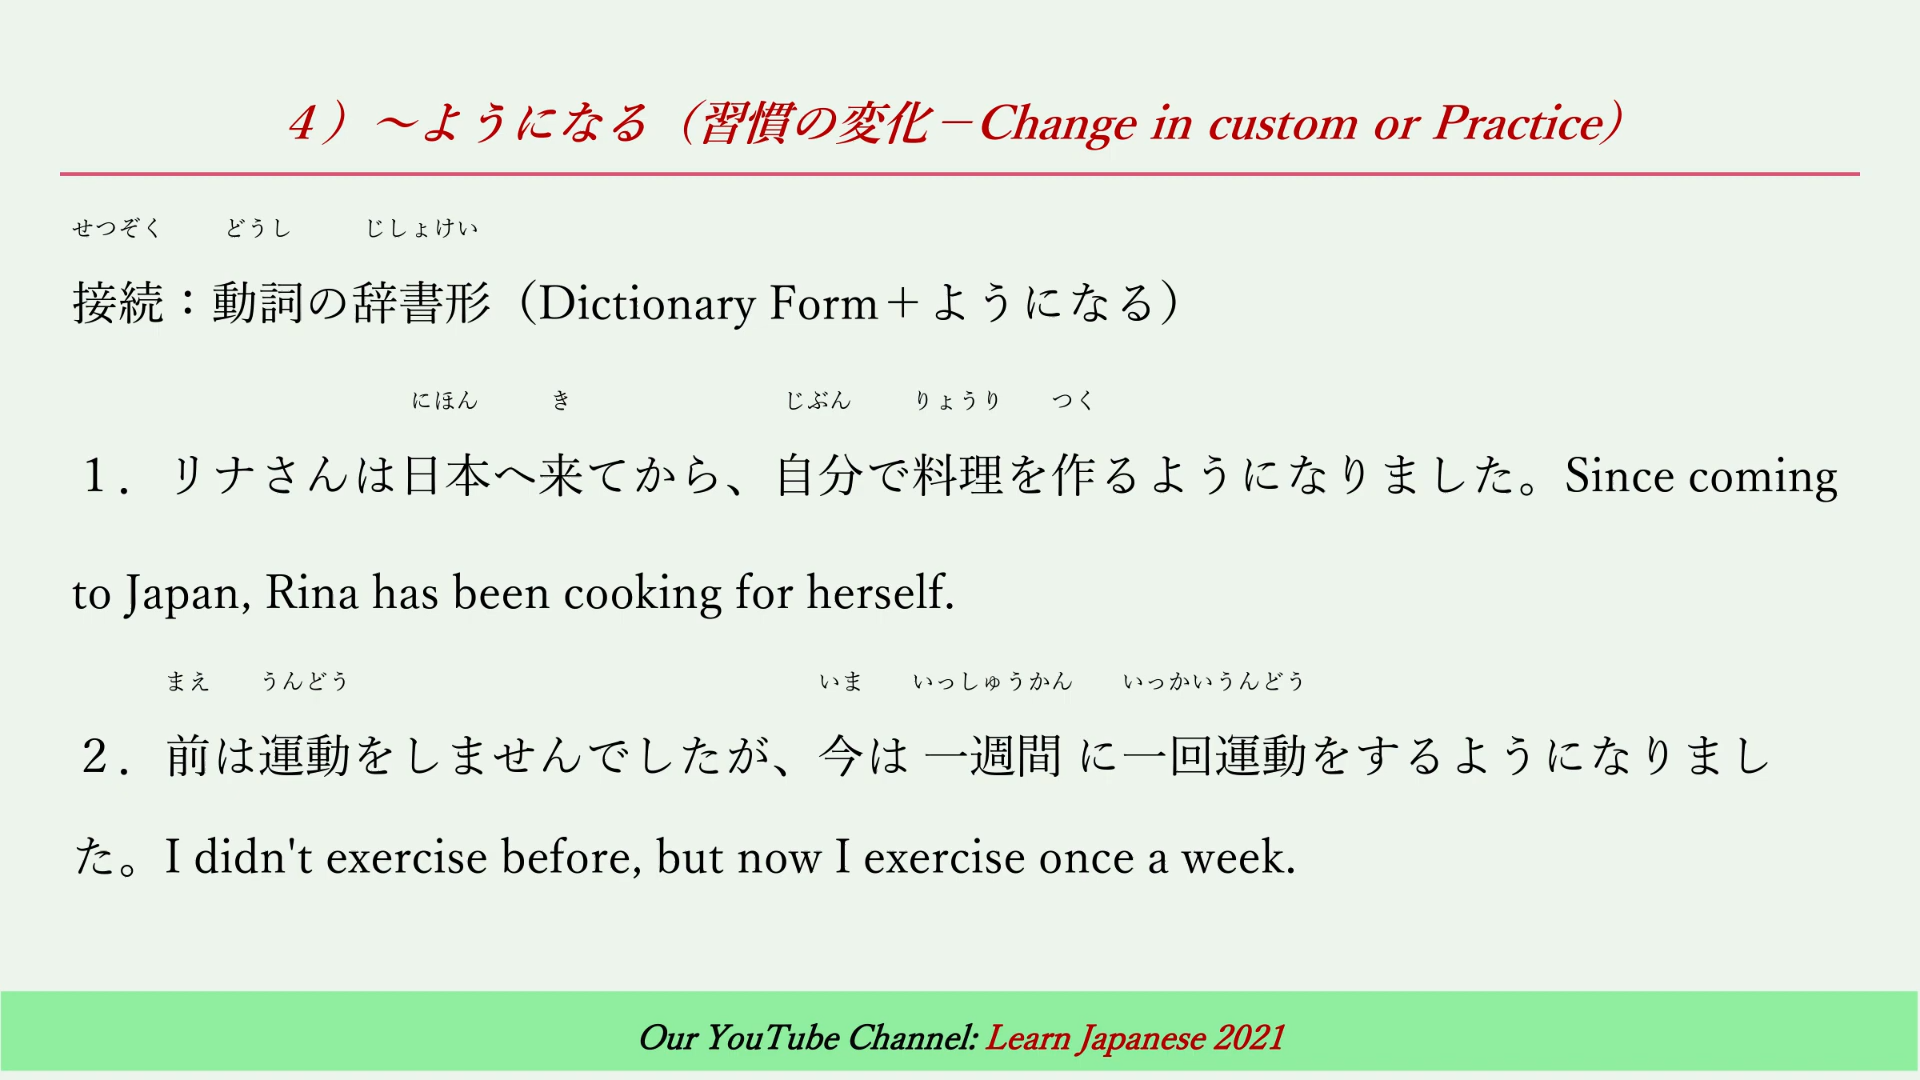 ４）～ようになる（習慣の変化－Change in custom or Practice）
せつぞく どうし じしょけい
接続：動詞の辞書形（Dictionary Form＋ようになる）
にほん き じぶん りょうり つく
１．リナさんは日本へ来てから、自分で料理を作るようになりました。Since coming
to Japan, Rina has been cooking for herself.
まえ うんどう いま いっしゅうかん いっかいうんどう
２．前は運動をしませんでしたが、今は 一週間 に一回運動をするようになりまし
た。I didn't exercise before, but now I exercise once a week.
Our YouTube Channel: Learn Japanese 2021